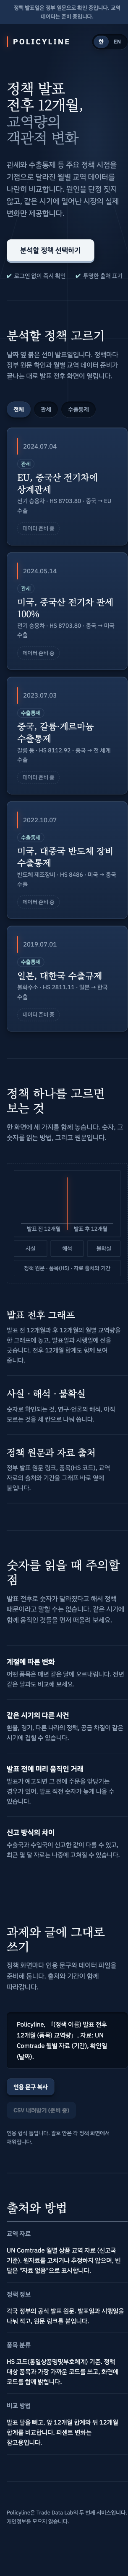 정책 발표일은 정부 원문으로 확인 중입니다. 교역
데이터는 준비 중입니다.
POLICYLINE
한 EN
정책 발표
전후 12개월,
교역량의
객관적 변화
관세와 수출통제 등 주요 정책 시점을
기준으로 달라진 월별 교역 데이터를
나란히 비교합니다. 원인을 단정 짓지
않고, 같은 시기에 일어난 시장의 실제
변화만 제공합니다.
분석할 정책 선택하기
✔ 로그인 없이 즉시 확인 ✔ 투명한 출처 표기
분석할 정책 고르기
날짜 옆 붉은 선이 발표일입니다. 정책마다
정부 원문 확인과 월별 교역 데이터 준비가
끝나는 대로 발표 전후 화면이 열립니다.
전체 관세 수출통제
2024.07.04
관세
EU, 중국산 전기차에
상계관세
전기 승용차 · HS 8703.80 · 중국 → EU
수출
데이터 준비 중
2024.05.14
관세
미국, 중국산 전기차 관세
100%
전기 승용차 · HS 8703.80 · 중국 → 미국
수출
데이터 준비 중
2023.07.03
수출통제
중국, 갈륨·게르마늄
수출통제
갈륨 등 · HS 8112.92 · 중국 → 전 세계
수출
데이터 준비 중
2022.10.07
수출통제
미국, 대중국 반도체 장비
수출통제
반도체 제조장비 · HS 8486 · 미국 → 중국
수출
데이터 준비 중
2019.07.01
수출통제
일본, 대한국 수출규제
불화수소 · HS 2811.11 · 일본 → 한국
수출
데이터 준비 중
정책 하나를 고르면
보는 것
한 화면에 세 가지를 함께 놓습니다. 숫자, 그
숫자를 읽는 방법, 그리고 원문입니다.
발표 전 12개월 발표 후 12개월
사실 해석 불확실
정책 원문 · 품목(HS) · 자료 출처와 기간
발표 전후 그래프
발표 전 12개월과 후 12개월의 월별 교역량을
한 그래프에 놓고, 발표일과 시행일에 선을
긋습니다. 전후 12개월 합계도 함께 보여
줍니다.
사실 · 해석 · 불확실
숫자로 확인되는 것, 연구·언론의 해석, 아직
모르는 것을 세 칸으로 나눠 씁니다.
정책 원문과 자료 출처
정부 발표 원문 링크, 품목(HS 코드), 교역
자료의 출처와 기간을 그래프 바로 옆에
붙입니다.
숫자를 읽을 때 주의할
점
발표 전후로 숫자가 달라졌다고 해서 정책
때문이라고 말할 수는 없습니다. 같은 시기에
함께 움직인 것들을 먼저 떠올려 보세요.
계절에 따른 변화
어떤 품목은 매년 같은 달에 오르내립니다. 전년
같은 달과도 비교해 보세요.
같은 시기의 다른 사건
환율, 경기, 다른 나라의 정책, 공급 차질이 같은
시기에 겹칠 수 있습니다.
발표 전에 미리 움직인 거래
발표가 예고되면 그 전에 주문을 앞당기는
경우가 있어, 발표 직전 숫자가 높게 나올 수
있습니다.
신고 방식의 차이
수출국과 수입국이 신고한 값이 다를 수 있고,
최근 몇 달 자료는 나중에 고쳐질 수 있습니다.
과제와 글에 그대로
쓰기
정책 화면마다 인용 문구와 데이터 파일을
준비해 둡니다. 출처와 기간이 함께
따라갑니다.
Policyline, 「(정책 이름) 발표 전후
12개월 (품목) 교역량」, 자료: UN
Comtrade 월별 자료 (기간), 확인일
(날짜).
인용 문구 복사
CSV 내려받기 (준비 중)
인용 형식 틀입니다. 괄호 안은 각 정책 화면에서
채워집니다.
출처와 방법
교역 자료
UN Comtrade 월별 상품 교역 자료 (신고국
기준). 원자료를 고치거나 추정하지 않으며, 빈
달은 "자료 없음"으로 표시합니다.
정책 정보
각국 정부의 공식 발표 원문. 발표일과 시행일을
나눠 적고, 원문 링크를 붙입니다.
품목 분류
HS 코드(통일상품명및부호체계) 기준. 정책
대상 품목과 가장 가까운 코드를 쓰고, 화면에
코드를 함께 밝힙니다.
비교 방법
발표 달을 빼고, 앞 12개월 합계와 뒤 12개월
합계를 비교합니다. 퍼센트 변화는
참고용입니다.
Policyline은 Trade Data Lab의 두 번째 서비스입니다.
개인정보를 모으지 않습니다.